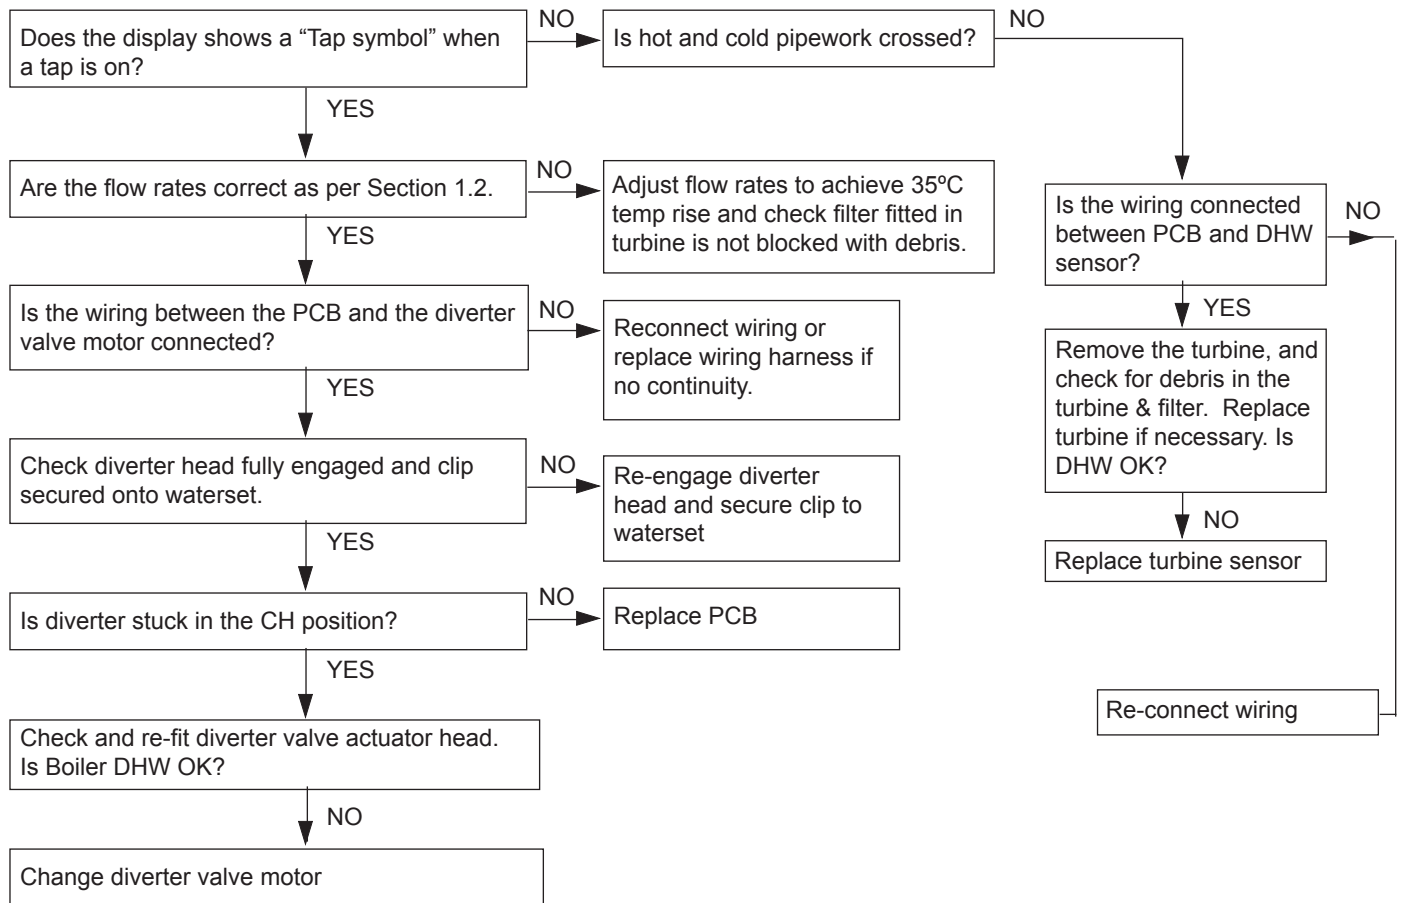 Does the display shows a “Tap symbol” when
a tap is on?
NO
Is hot and cold pipework crossed?
NO
YES
Are the flow rates correct as per Section 1.2.
NO
Adjust flow rates to achieve 35ºC
temp rise and check filter fitted in
turbine is not blocked with debris.
YES
Is the wiring connected
between PCB and DHW
sensor?
NO
YES
Is the wiring between the PCB and the diverter
valve motor connected?
NO
Reconnect wiring or
replace wiring harness if
no continuity.
YES
Remove the turbine, and
check for debris in the
turbine & filter.  Replace
turbine if necessary. Is
DHW OK?
NO
Replace turbine sensor
Check diverter head fully engaged and clip
secured onto waterset.
NO
Re-engage diverter
head and secure clip to
waterset
YES
Is diverter stuck in the CH position?
NO
Replace PCB
YES
Re-connect wiring
Check and re-fit diverter valve actuator head.
Is Boiler DHW OK?
NO
Change diverter valve motor